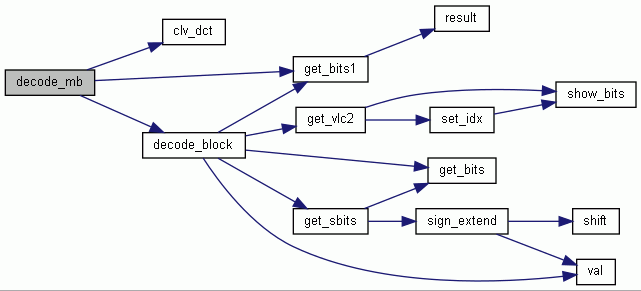 decode_mb
clv_dct
decode_block
get_bits1
get_vlc2
get_sbits
result
set_idx
get_bits
sign_extend
show_bits
shift
val